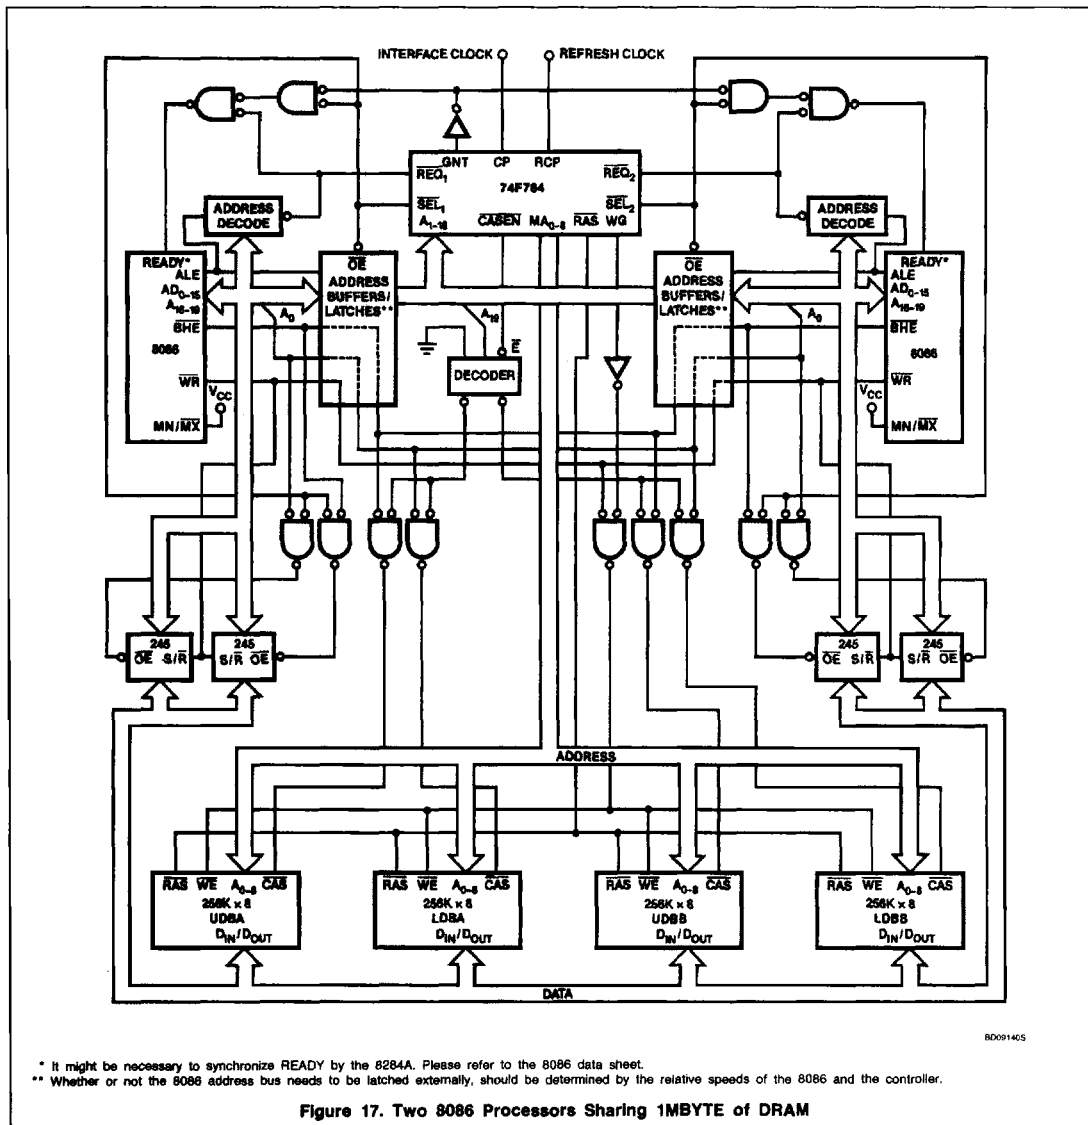 INTERFACE CLOCK
REFRESH CLOCK
GNT CP RCP
REQ1
REQ2
74F764
SEL1
SEL2
A1-18 CASEN MA0-8 RAS WG
ADDRESS DECODE
ADDRESS DECODE
READY*
ALE
AD0-15
A16-19
BHE
8086
WR
VCC
MN/MX
OE
ADDRESS
BUFFERS/
LATCHES**
A0
A19
E
DECODER
OE
ADDRESS
BUFFERS/
LATCHES**
A0
READY*
ALE
AD0-15
A16-19
BHE
8086
WR
VCC
MN/MX
245
OE S/R
245
S/R OE
245
OE S/R
245
S/R OE
ADDRESS
RAS WE A0-8 CAS
256K × 8
UDBA
DIN/DOUT
RAS WE A0-8 CAS
256K × 8
LDBA
DIN/DOUT
RAS WE A0-8 CAS
256K × 8
UDBB
DIN/DOUT
RAS WE A0-8 CAS
256K × 8
LDBB
DIN/DOUT
DATA
BD09140S
* It might be necessary to synchronize READY by the 8284A. Please refer to the 8086 data sheet.
** Whether or not the 8086 address bus needs to be latched externally, should be determined by the relative speeds of the 8086 and the controller.
Figure 17. Two 8086 Processors Sharing 1MBYTE of DRAM